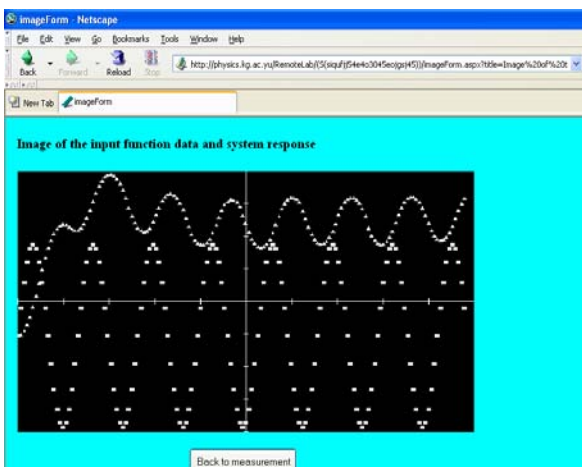 imageForm - Netscape
File Edit View Go Bookmarks Tools Window Help
Back Forward Reload Stop
New Tab imageForm
Image of the input function data and system response
Back to measurement